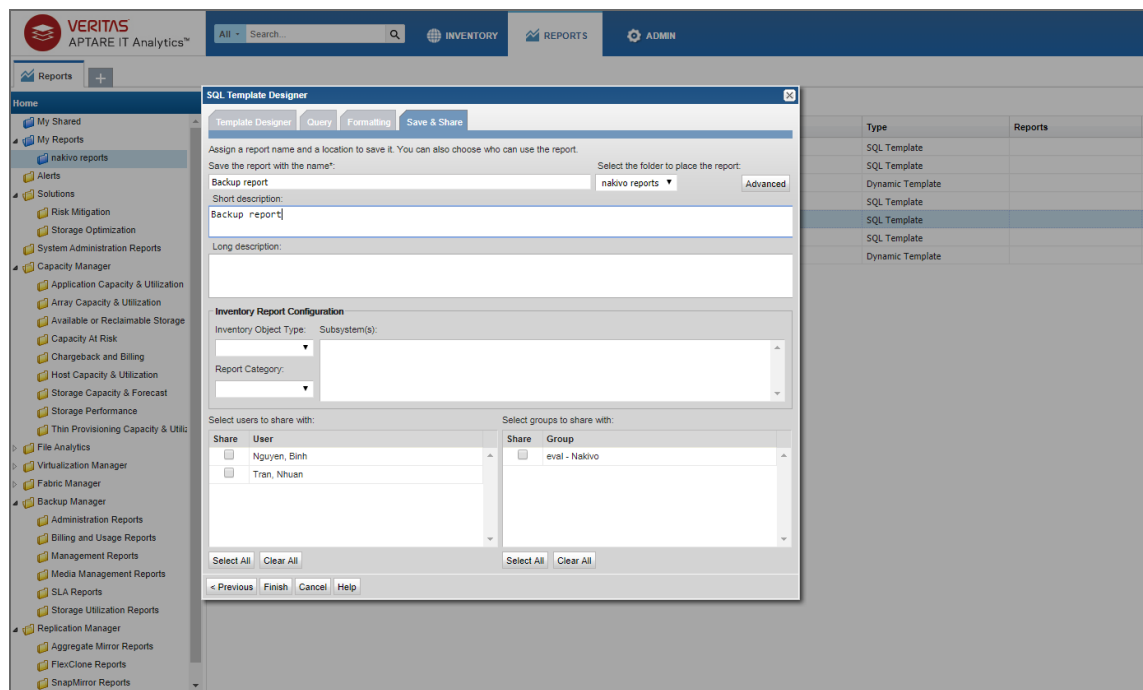 VERITAS
APTARE IT Analytics™
All Search...
INVENTORY
REPORTS
ADMIN
Reports
+
Home
My Shared
My Reports
nakivo reports
Alerts
Solutions
Risk Mitigation
Storage Optimization
System Administration Reports
Capacity Manager
Application Capacity & Utilization
Array Capacity & Utilization
Available or Reclaimable Storage
Capacity At Risk
Chargeback and Billing
Host Capacity & Utilization
Storage Capacity & Forecast
Storage Performance
Thin Provisioning Capacity & Utiliz
File Analytics
Virtualization Manager
Fabric Manager
Backup Manager
Administration Reports
Billing and Usage Reports
Management Reports
Media Management Reports
SLA Reports
Storage Utilization Reports
Replication Manager
Aggregate Mirror Reports
FlexClone Reports
SnapMirror Reports
SQL Template Designer
Template Designer Query Formatting Save & Share
Assign a report name and a location to save it. You can also choose who can use the report.
Save the report with the name*: Select the folder to place the report:
Backup report nakivo reports Advanced
Short description:
Backup report
Long description:
Inventory Report Configuration
Inventory Object Type: Subsystem(s):
Report Category:
Select users to share with: Select groups to share with:
Share User Share Group
Nguyen, Binh eval - Nakivo
Tran, Nhuan
Select All Clear All Select All Clear All
< Previous Finish Cancel Help
Type Reports
SQL Template
SQL Template
Dynamic Template
SQL Template
SQL Template
SQL Template
Dynamic Template